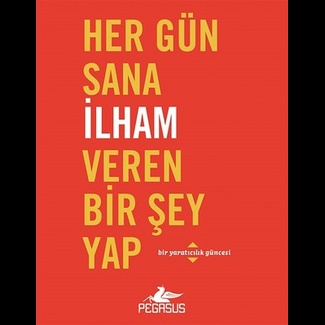 HER GÜN
SANA
İLHAM
VEREN
BİR ŞEY
YAP
bir yaratıcılık güncesi
PEGASUS